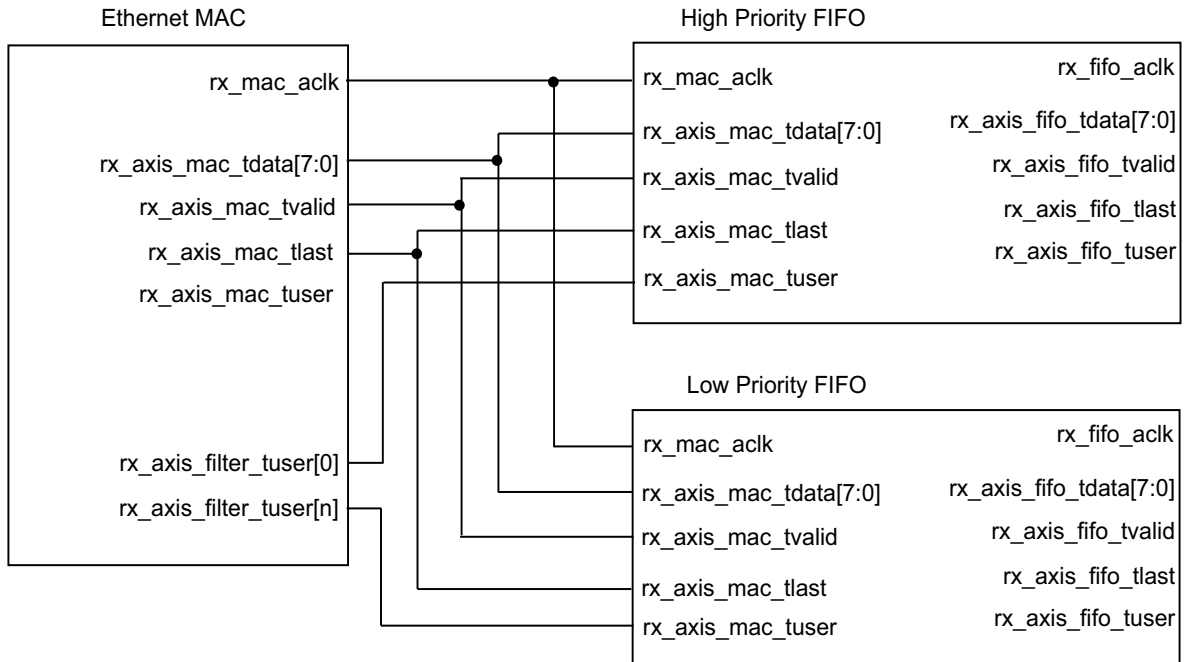 Ethernet MAC
rx_mac_aclk
rx_axis_mac_tdata[7:0]
rx_axis_mac_tvalid
rx_axis_mac_tlast
rx_axis_mac_tuser
rx_axis_filter_tuser[0]
rx_axis_filter_tuser[n]
High Priority FIFO
rx_mac_aclk
rx_axis_mac_tdata[7:0]
rx_axis_mac_tvalid
rx_axis_mac_tlast
rx_axis_mac_tuser
rx_fifo_aclk
rx_axis_fifo_tdata[7:0]
rx_axis_fifo_tvalid
rx_axis_fifo_tlast
rx_axis_fifo_tuser
Low Priority FIFO
rx_mac_aclk
rx_axis_mac_tdata[7:0]
rx_axis_mac_tvalid
rx_axis_mac_tlast
rx_axis_mac_tuser
rx_fifo_aclk
rx_axis_fifo_tdata[7:0]
rx_axis_fifo_tvalid
rx_axis_fifo_tlast
rx_axis_fifo_tuser